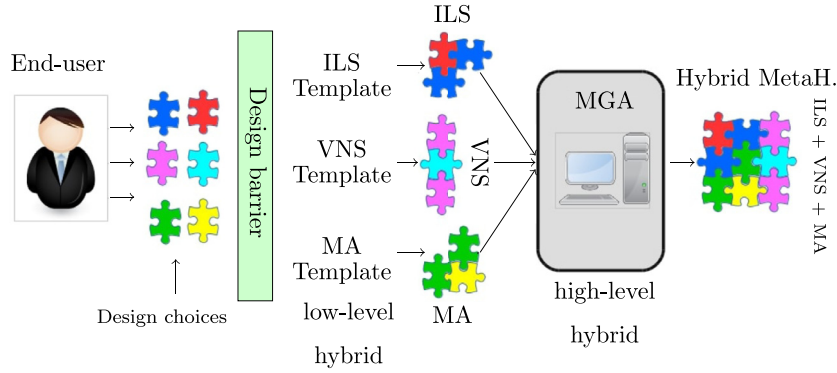 End-user
Design choices
Design barrier
ILS
Template
VNS
Template
MA
Template
low-level
hybrid
ILS
VNS
MA
MGA
high-level
hybrid
Hybrid MetaH.
ILS + VNS + MA